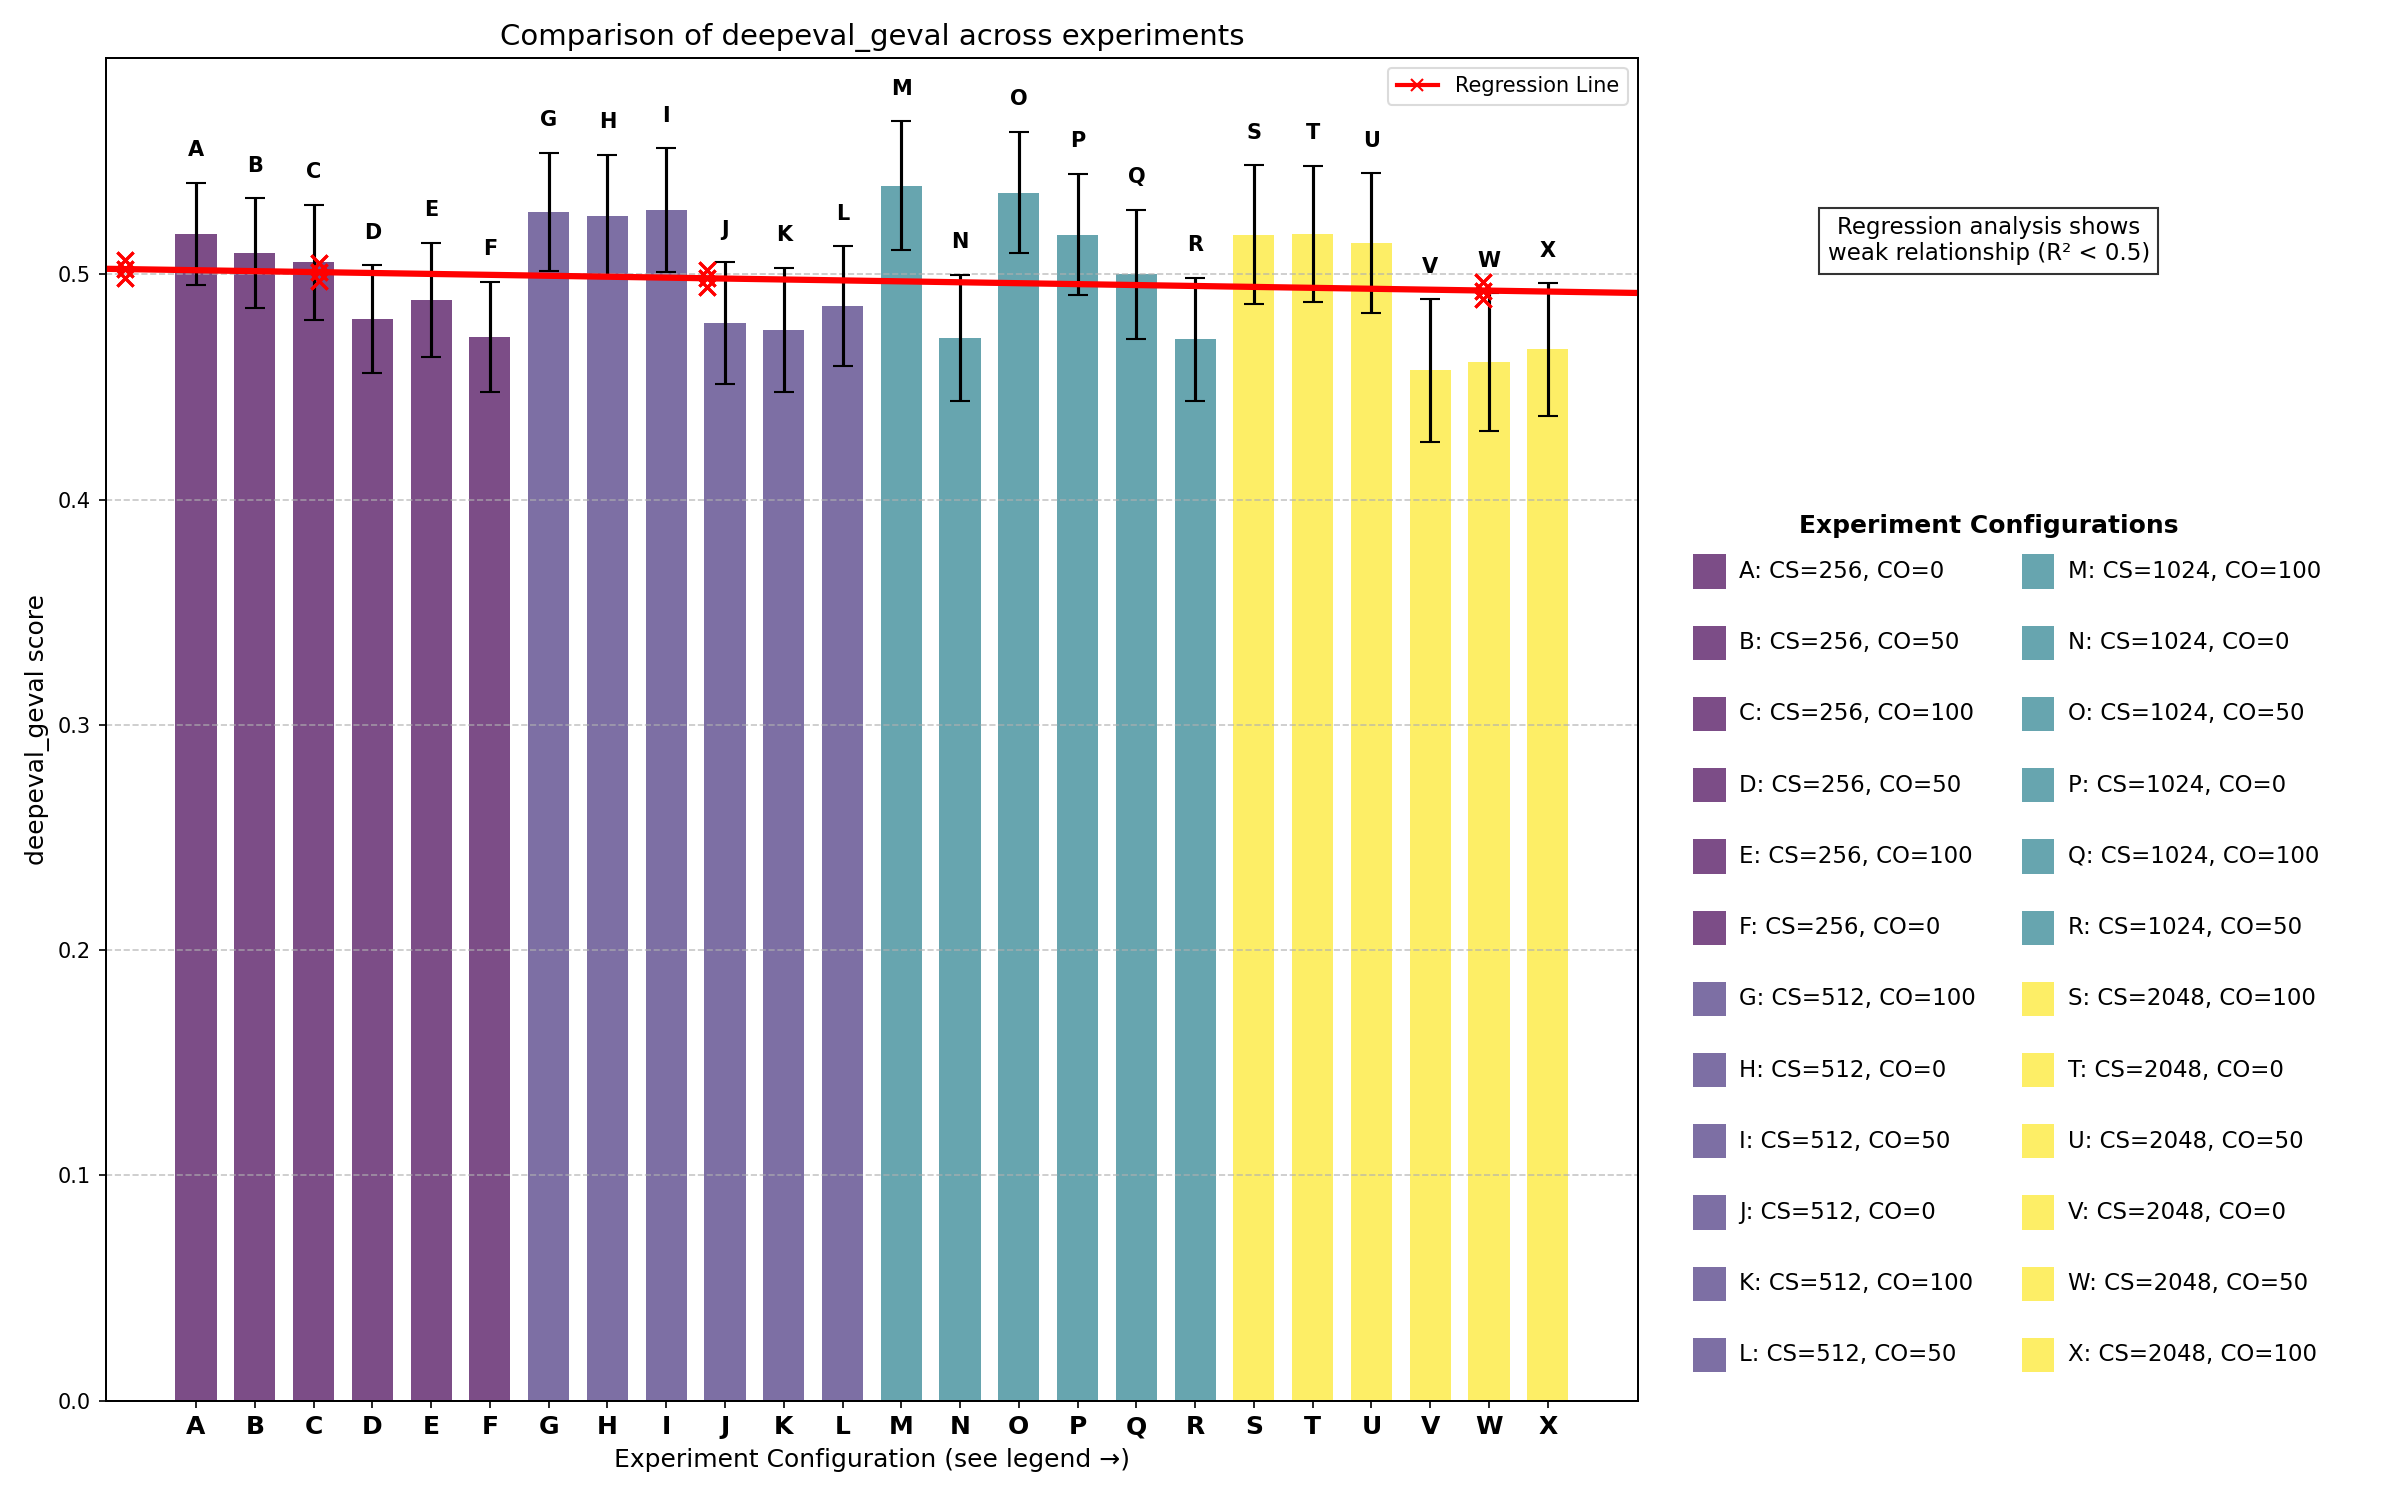 Comparison of deepeval_geval across experiments
Regression Line
M
O
G
H
I
A
B
C
P
S
T
U
Q
E
D
F
J
K
L
N
R
V
W
X
0.5
0.4
0.3
0.2
0.1
0.0
deepeval_geval score
A B C D E F G H I J K L M N O P Q R S T U V W X
Experiment Configuration (see legend →)
Regression analysis shows
weak relationship (R² < 0.5)
Experiment Configurations
A: CS=256, CO=0
B: CS=256, CO=50
C: CS=256, CO=100
D: CS=256, CO=50
E: CS=256, CO=100
F: CS=256, CO=0
G: CS=512, CO=100
H: CS=512, CO=0
I: CS=512, CO=50
J: CS=512, CO=0
K: CS=512, CO=100
L: CS=512, CO=50
M: CS=1024, CO=100
N: CS=1024, CO=0
O: CS=1024, CO=50
P: CS=1024, CO=0
Q: CS=1024, CO=100
R: CS=1024, CO=50
S: CS=2048, CO=100
T: CS=2048, CO=0
U: CS=2048, CO=50
V: CS=2048, CO=0
W: CS=2048, CO=50
X: CS=2048, CO=100